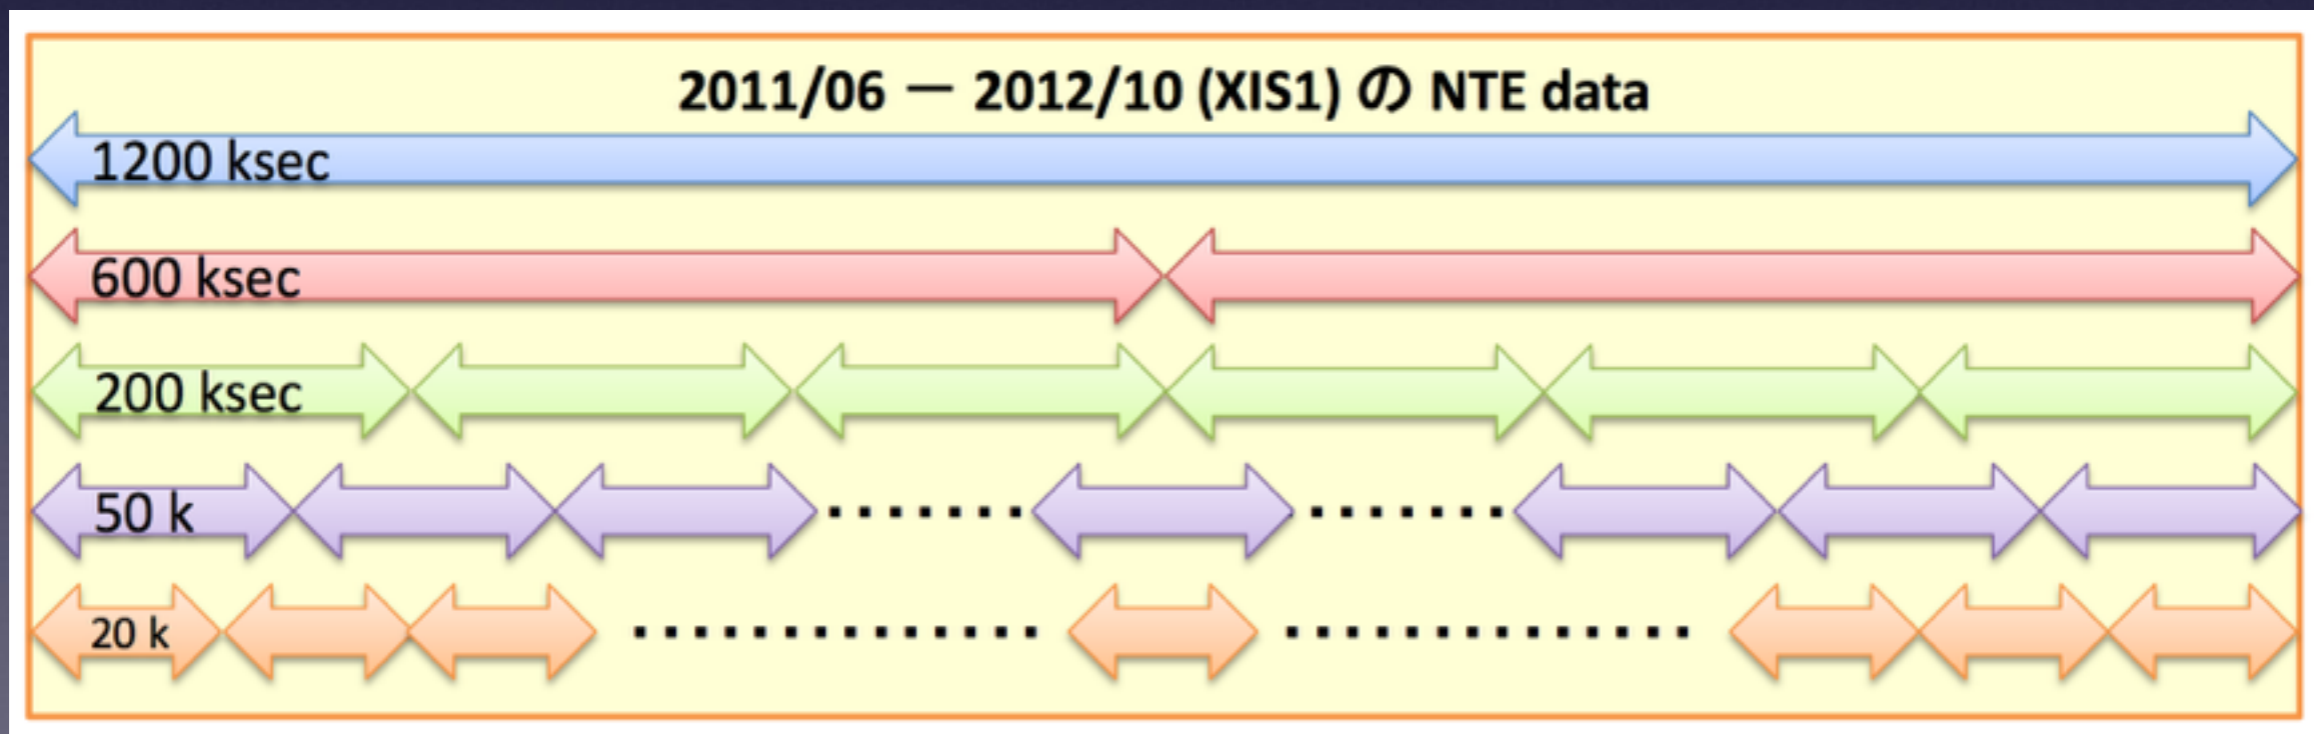 2011/06 ー 2012/10 (XIS1) の NTE data
1200 ksec
600 ksec
200 ksec
50 k
20 k